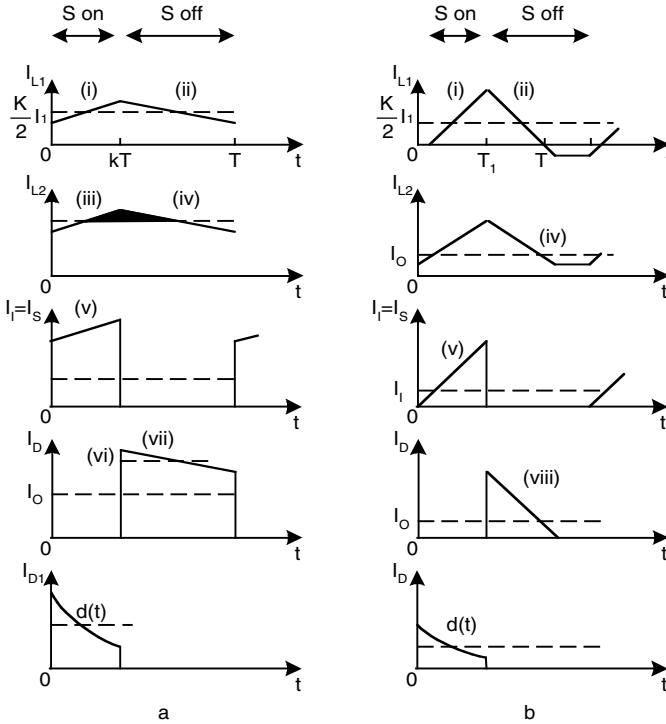 S on S off
I_L1
(i) (ii)
K/2 I₁
0 kT T t
I_L2
(iii) (iv)
0 t
I_I=I_S
(v)
0 t
I_D
(vi) (vii)
I_O
0 t
I_D1
d(t)
0 t
a
S on S off
I_L1
(i) (ii)
K/2 I₁
0 T₁ T t
I_L2
(iv)
I_O
0 t
I_I=I_S
(v)
I_I
0 t
I_D
(viii)
I_O
0 t
I_D
d(t)
0 t
b